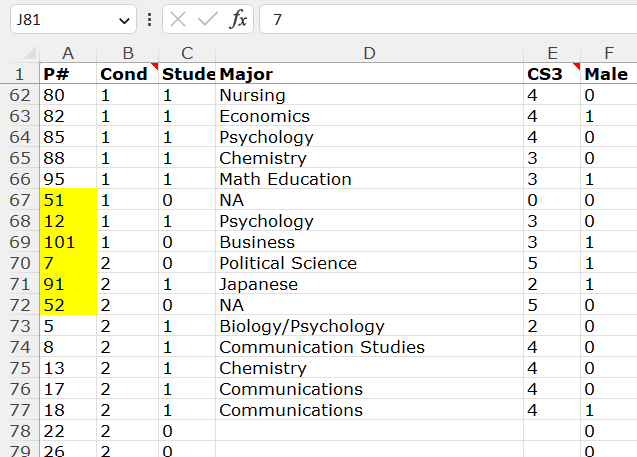 J81 fx 7
A B C D E F
1 P# Cond Stude Major CS3 Male
62 80 1 1 Nursing 4 0
63 82 1 1 Economics 4 1
64 85 1 1 Psychology 4 0
65 88 1 1 Chemistry 3 0
66 95 1 1 Math Education 3 1
67 51 1 0 NA 0 0
68 12 1 1 Psychology 3 0
69 101 1 0 Business 3 1
70 7 2 0 Political Science 5 1
71 91 2 1 Japanese 2 1
72 52 2 0 NA 5 0
73 5 2 1 Biology/Psychology 2 0
74 8 2 1 Communication Studies 4 0
75 13 2 1 Chemistry 4 0
76 17 2 1 Communications 4 0
77 18 2 1 Communications 4 1
78 22 2 0 0
79 26 2 0 0